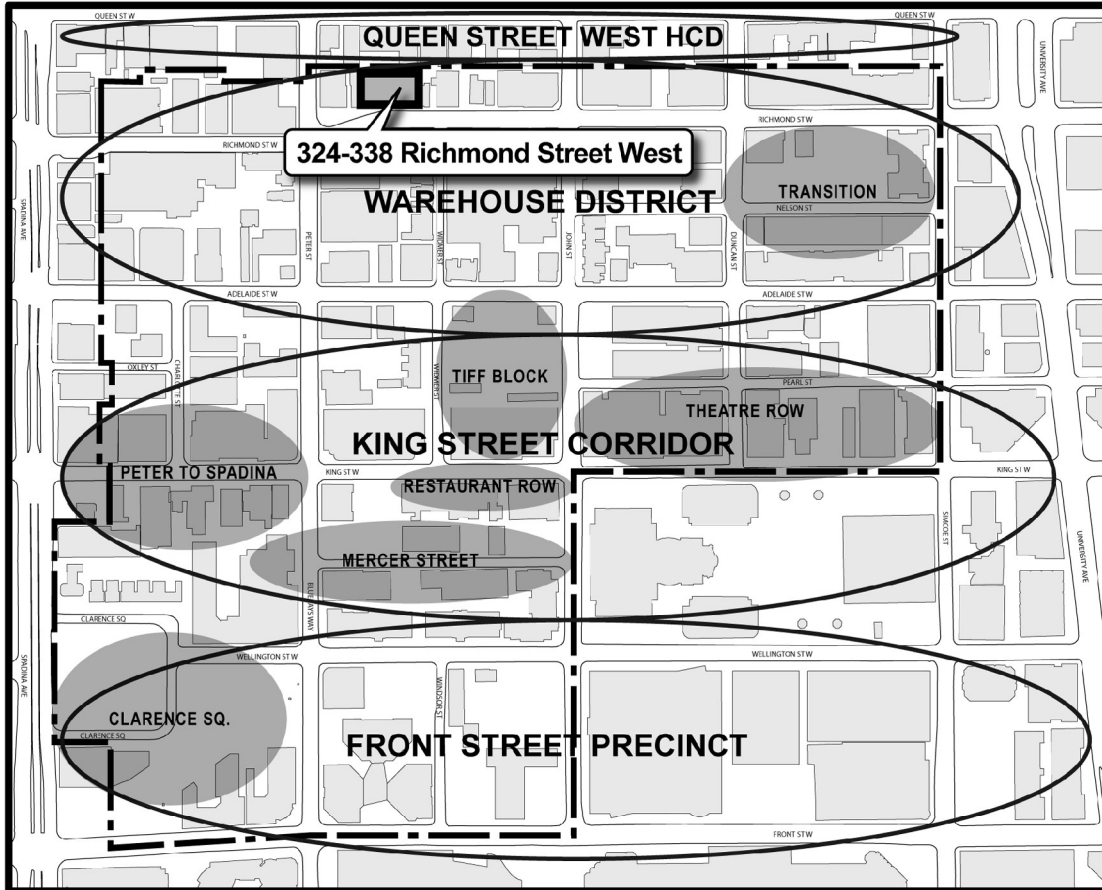 QUEEN ST W
QUEEN ST W
QUEEN STREET WEST HCD
UNIVERSITY AVE
324-338 Richmond Street West
RICHMOND ST W
RICHMOND ST W
WAREHOUSE DISTRICT
TRANSITION
NELSON ST
SPADINA AVE
PETER ST
WIDMER ST
JOHN ST
DUNCAN ST
ADELAIDE ST W
ADELAIDE ST W
OXLEY ST
CHARLOTTE ST
WIDMER ST
TIFF BLOCK
PEARL ST
THEATRE ROW
KING STREET CORRIDOR
PETER TO SPADINA
KING ST W
KING ST W
RESTAURANT ROW
SIMCOE ST
UNIVERSITY AVE
MERCER STREET
BLUE JAYS WAY
CLARENCE SQ
WELLINGTON ST W
WELLINGTON ST W
SPADINA AVE
WINDSOR ST
CLARENCE SQ.
CLARENCE SQ
FRONT STREET PRECINCT
FRONT ST W